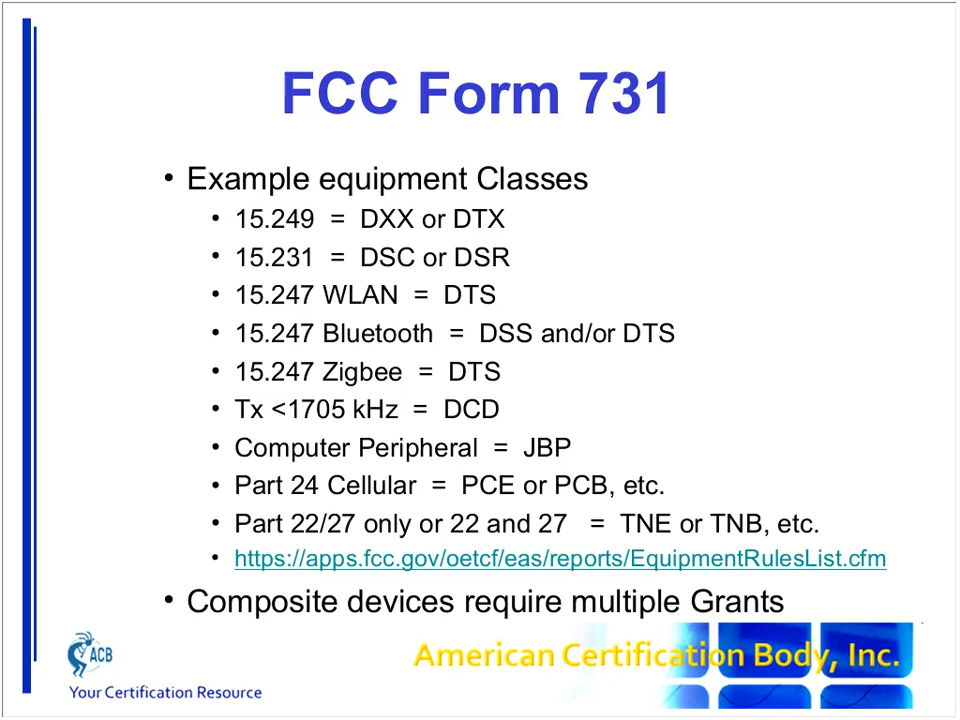 FCC Form 731
• Example equipment Classes
• 15.249 = DXX or DTX
• 15.231 = DSC or DSR
• 15.247 WLAN = DTS
• 15.247 Bluetooth = DSS and/or DTS
• 15.247 Zigbee = DTS
• Tx <1705 kHz = DCD
• Computer Peripheral = JBP
• Part 24 Cellular = PCE or PCB, etc.
• Part 22/27 only or 22 and 27 = TNE or TNB, etc.
• https://apps.fcc.gov/oetcf/eas/reports/EquipmentRulesList.cfm
• Composite devices require multiple Grants
ACB
American Certification Body, Inc.
Your Certification Resource